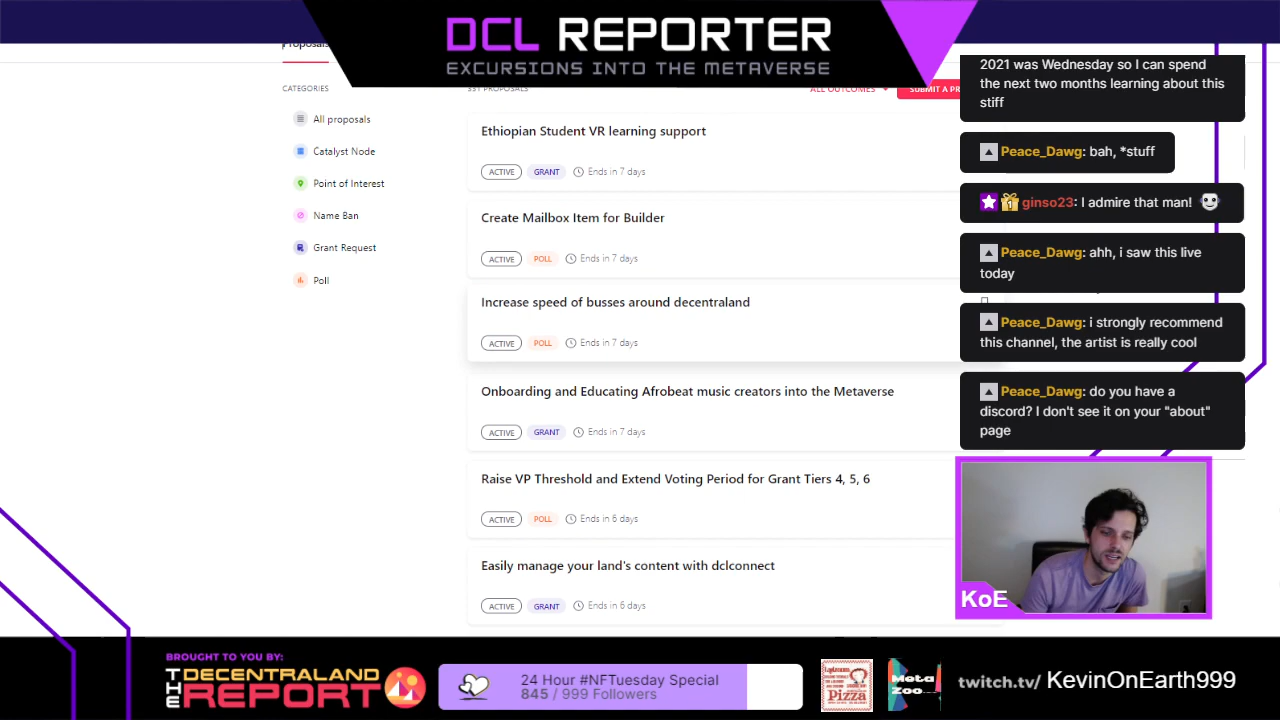 DCL REPORTER
EXCURSIONS INTO THE METAVERSE
Proposals
CATEGORIES
All proposals
Catalyst Node
Point of Interest
Name Ban
Grant Request
Poll
PROPOSALS
ALL OUTCOMES
SUBMIT A PR
Ethiopian Student VR learning support
ACTIVE GRANT Ends in 7 days
Create Mailbox Item for Builder
ACTIVE POLL Ends in 7 days
Increase speed of busses around decentraland
ACTIVE POLL Ends in 7 days
Onboarding and Educating Afrobeat music creators into the Metaverse
ACTIVE GRANT Ends in 7 days
Raise VP Threshold and Extend Voting Period for Grant Tiers 4, 5, 6
ACTIVE POLL Ends in 6 days
Easily manage your land's content with dclconnect
ACTIVE GRANT Ends in 6 days
2021 was Wednesday so I can spend
the next two months learning about this
stiff
Peace_Dawg: bah, *stuff
1 ginso23: I admire that man!
Peace_Dawg: ahh, i saw this live
today
Peace_Dawg: i strongly recommend
this channel, the artist is really cool
Peace_Dawg: do you have a
discord? I don't see it on your "about"
page
KoE
BROUGHT TO YOU BY:
THE DECENTRALAND
REPORT
24 Hour #NFTuesday Special
845 / 999 Followers
Pizza
Meta
Zoo
twitch.tv/ KevinOnEarth999